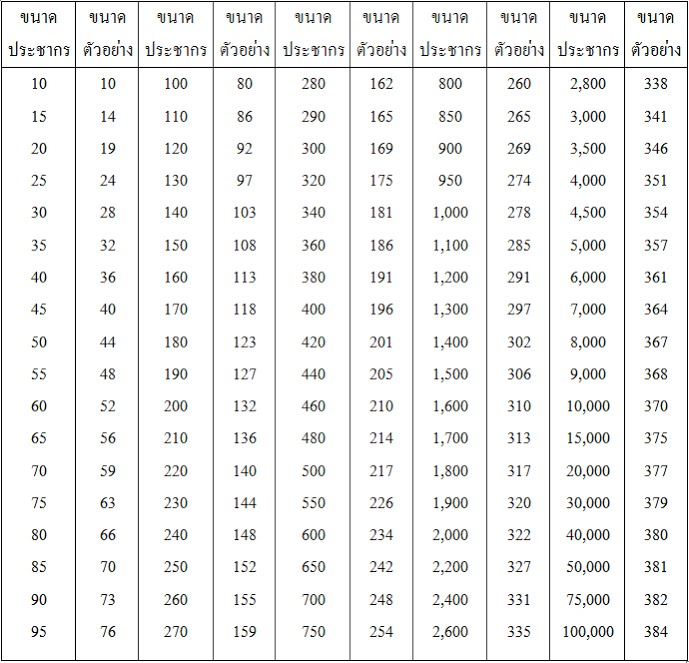 ขนาด ขนาด ขนาด ขนาด ขนาด ขนาด ขนาด ขนาด ขนาด ขนาด
ประชากร ตัวอย่าง ประชากร ตัวอย่าง ประชากร ตัวอย่าง ประชากร ตัวอย่าง ประชากร ตัวอย่าง
10 10 100 80 280 162 800 260 2,800 338
15 14 110 86 290 165 850 265 3,000 341
20 19 120 92 300 169 900 269 3,500 346
25 24 130 97 320 175 950 274 4,000 351
30 28 140 103 340 181 1,000 278 4,500 354
35 32 150 108 360 186 1,100 285 5,000 357
40 36 160 113 380 191 1,200 291 6,000 361
45 40 170 118 400 196 1,300 297 7,000 364
50 44 180 123 420 201 1,400 302 8,000 367
55 48 190 127 440 205 1,500 306 9,000 368
60 52 200 132 460 210 1,600 310 10,000 370
65 56 210 136 480 214 1,700 313 15,000 375
70 59 220 140 500 217 1,800 317 20,000 377
75 63 230 144 550 226 1,900 320 30,000 379
80 66 240 148 600 234 2,000 322 40,000 380
85 70 250 152 650 242 2,200 327 50,000 381
90 73 260 155 700 248 2,400 331 75,000 382
95 76 270 159 750 254 2,600 335 100,000 384